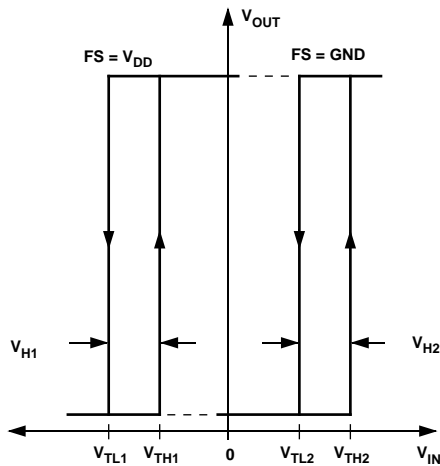 V_OUT
FS = V_DD
FS = GND
V_H1
V_H2
V_TL1 V_TH1 0 V_TL2 V_TH2 V_IN